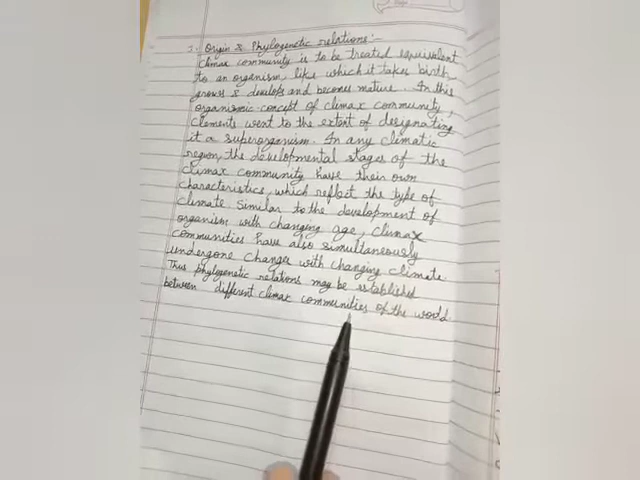 2. Origin & Phylogenetic relations:-
Climax community is to be treated equivalent
to an organism, like which it takes birth,
grows & develops and becomes mature. In this
organismic concept of climax community,
Clements went to the extent of designating
it a superorganism. In any climatic
region, the developmental stages of the
climax community have their own
characteristics, which reflect the type of
climate. Similar to the development of
organism with changing age, climax
communities have also simultaneously
undergone changes with changing climate.
Thus phylogenetic relations may be established
between different climax communities of the world.